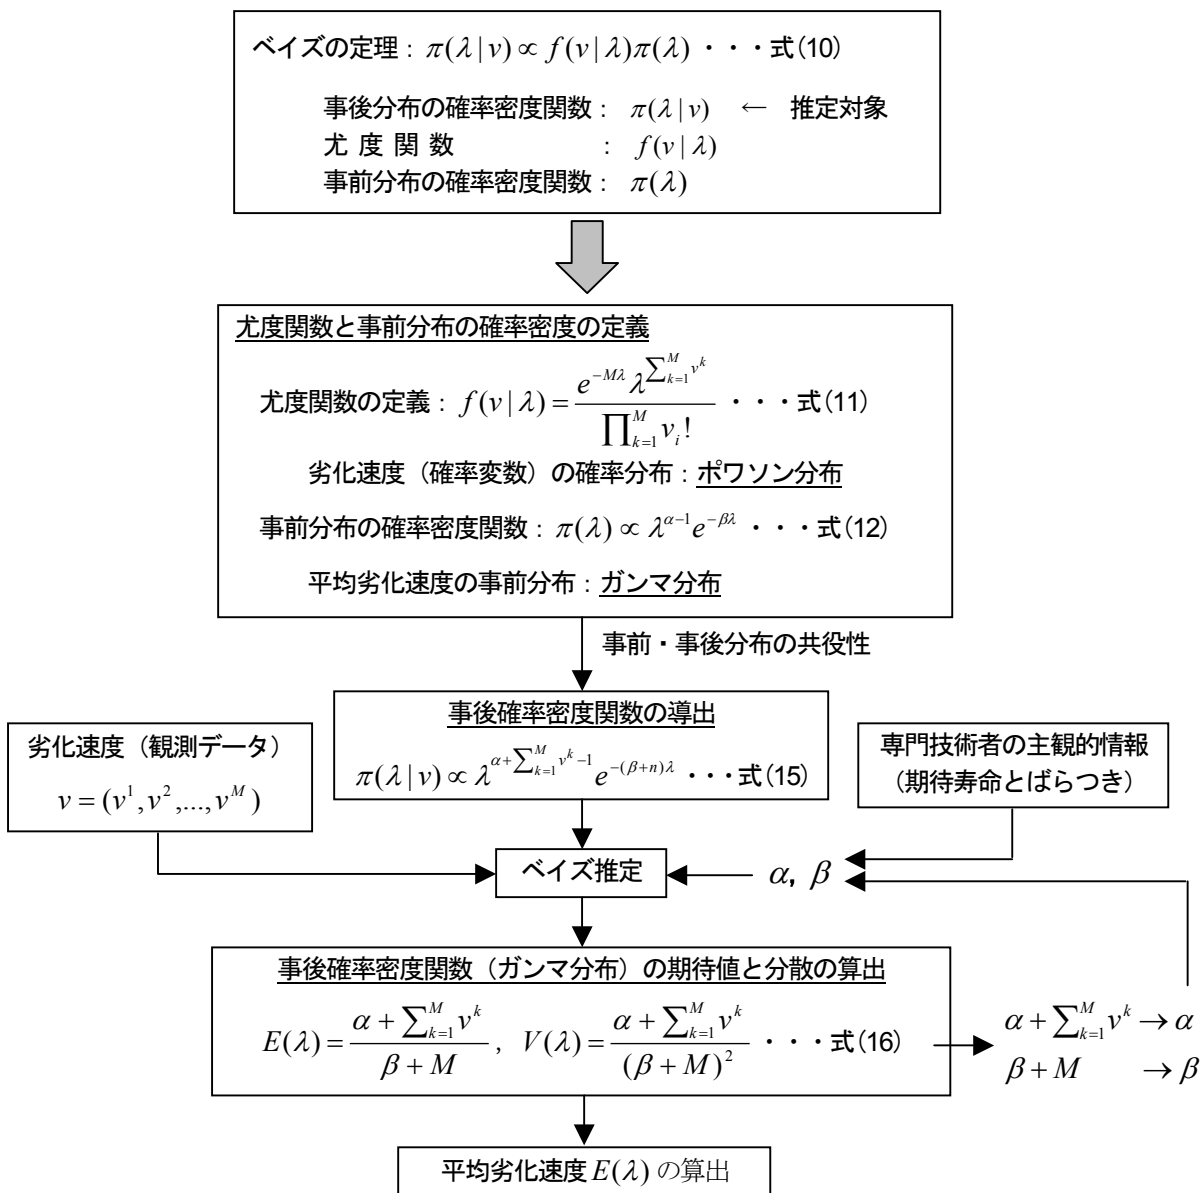 ベイズの定理：π(λ|v) ∝ f(v|λ)π(λ) ・・・式(10)
事後分布の確率密度関数： π(λ|v) ← 推定対象
尤 度 関 数 ： f(v|λ)
事前分布の確率密度関数： π(λ)
尤度関数と事前分布の確率密度の定義
尤度関数の定義：f(v|λ) = \frac{e^{-Mλ} λ^{\sum_{k=1}^{M} v^k}}{\prod_{k=1}^{M} v_i!} ・・・式(11)
劣化速度（確率変数）の確率分布：ポワソン分布
事前分布の確率密度関数：π(λ) ∝ λ^{α-1} e^{-βλ} ・・・式(12)
平均劣化速度の事前分布：ガンマ分布
事前・事後分布の共役性
事後確率密度関数の導出
π(λ|v) ∝ λ^{α+\sum_{k=1}^{M} v^k -1} e^{-(β+n)λ} ・・・式(15)
劣化速度（観測データ）
v = (v^1, v^2,..., v^M)
専門技術者の主観的情報
（期待寿命とばらつき）
ベイズ推定
α, β
事後確率密度関数（ガンマ分布）の期待値と分散の算出
E(λ) = \frac{α + \sum_{k=1}^{M} v^k}{β + M}, V(λ) = \frac{α + \sum_{k=1}^{M} v^k}{(β + M)^2} ・・・式(16)
α + \sum_{k=1}^{M} v^k → α
β + M → β
平均劣化速度 E(λ) の算出